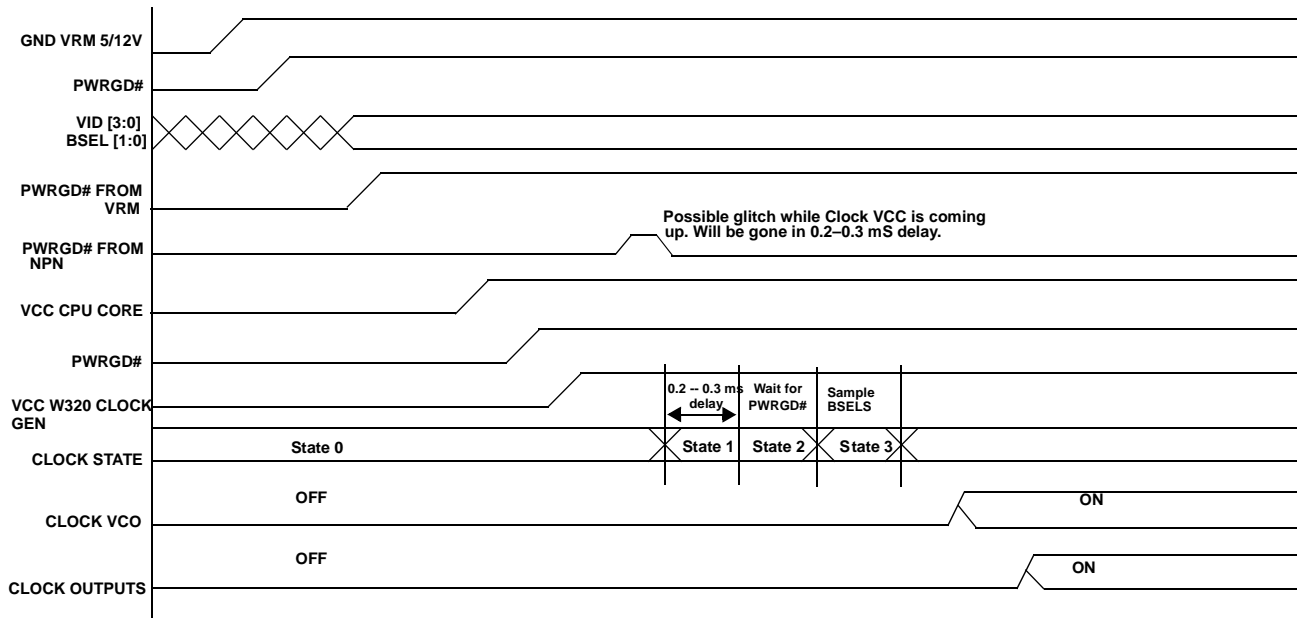 GND VRM 5/12V
PWRGD#
VID [3:0]
BSEL [1:0]
PWRGD# FROM
VRM
Possible glitch while Clock VCC is coming
up. Will be gone in 0.2–0.3 mS delay.
PWRGD# FROM
NPN
VCC CPU CORE
PWRGD#
0.2 -- 0.3 ms
delay
Wait for
PWRGD#
Sample
BSELS
VCC W320 CLOCK
GEN
State 0
State 1
State 2
State 3
CLOCK STATE
OFF
ON
CLOCK VCO
OFF
ON
CLOCK OUTPUTS